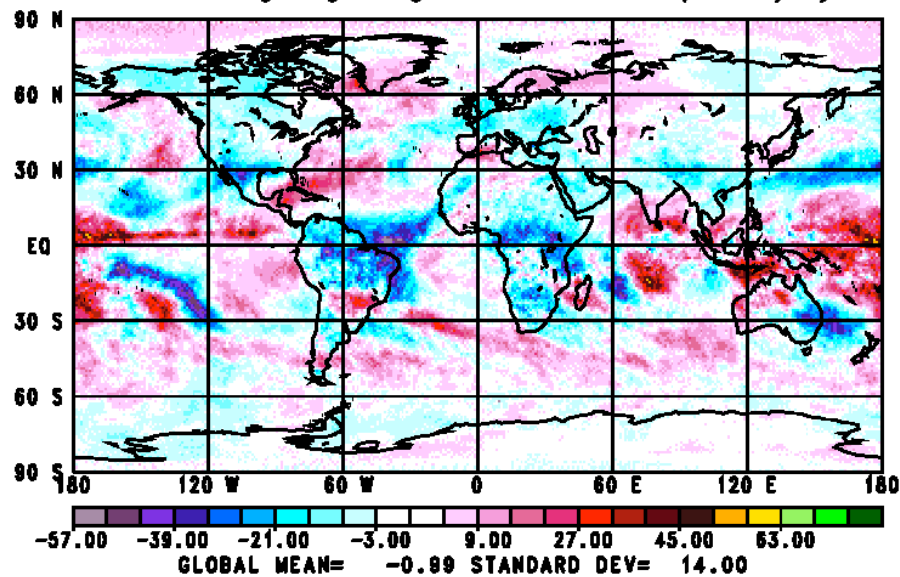 90 N
60 N
30 N
EQ
30 S
60 S
90 S
180 120 W 60 W 0 60 E 120 E 180
-57.00 -39.00 -21.00 -3.00 9.00 27.00 45.00 63.00
GLOBAL MEAN= -0.99 STANDARD DEV= 14.00